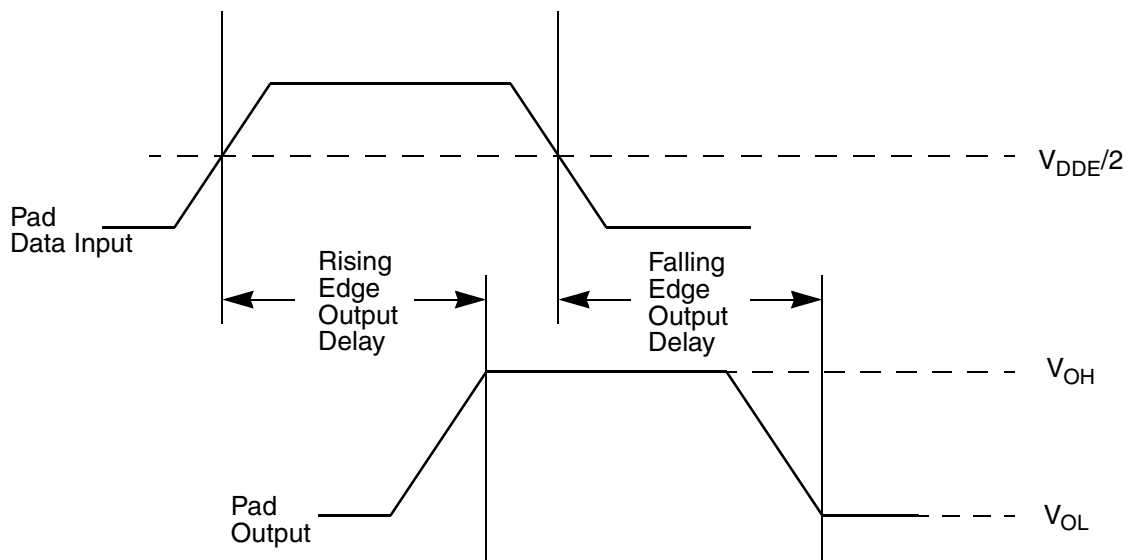 V_DDE/2
Pad
Data Input
Rising
Edge
Output
Delay
Falling
Edge
Output
Delay
V_OH
Pad
Output
V_OL